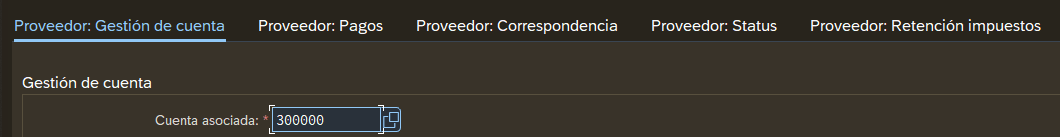 Proveedor: Gestión de cuenta Proveedor: Pagos Proveedor: Correspondencia Proveedor: Status Proveedor: Retención impuestos
Gestión de cuenta
Cuenta asociada: * 300000